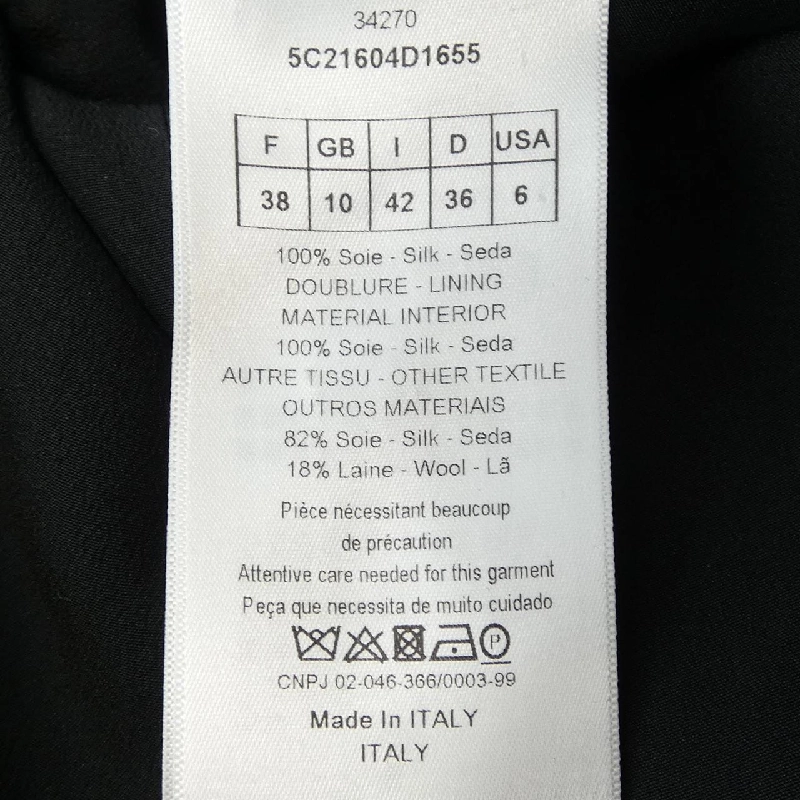 34270
5C21604D1655
F GB I D USA
38 10 42 36 6
100% Soie - Silk - Seda
DOUBLURE - LINING
MATERIAL INTERIOR
100% Soie - Silk - Seda
AUTRE TISSU - OTHER TEXTILE
OUTROS MATERIAIS
82% Soie - Silk - Seda
18% Laine - Wool - Lã
Pièce nécessitant beaucoup
de précaution
Attentive care needed for this garment
Peça que necessita de muito cuidado
P
CNPJ 02-046-366/0003-99
Made In ITALY
ITALY